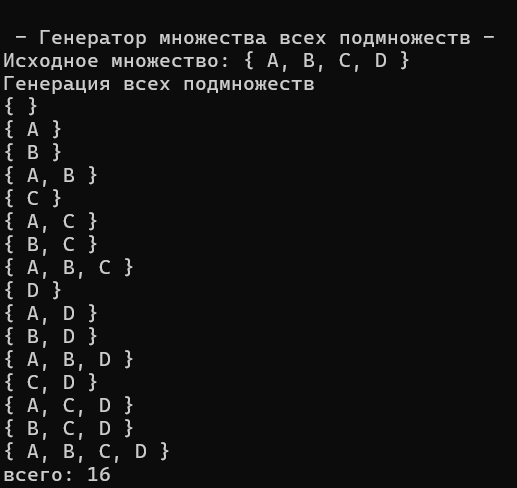 – Генератор множества всех подмножеств –
Исходное множество: { A, B, C, D }
Генерация всех подмножеств
{ }
{ A }
{ B }
{ A, B }
{ C }
{ A, C }
{ B, C }
{ A, B, C }
{ D }
{ A, D }
{ B, D }
{ A, B, D }
{ C, D }
{ A, C, D }
{ B, C, D }
{ A, B, C, D }
всего: 16